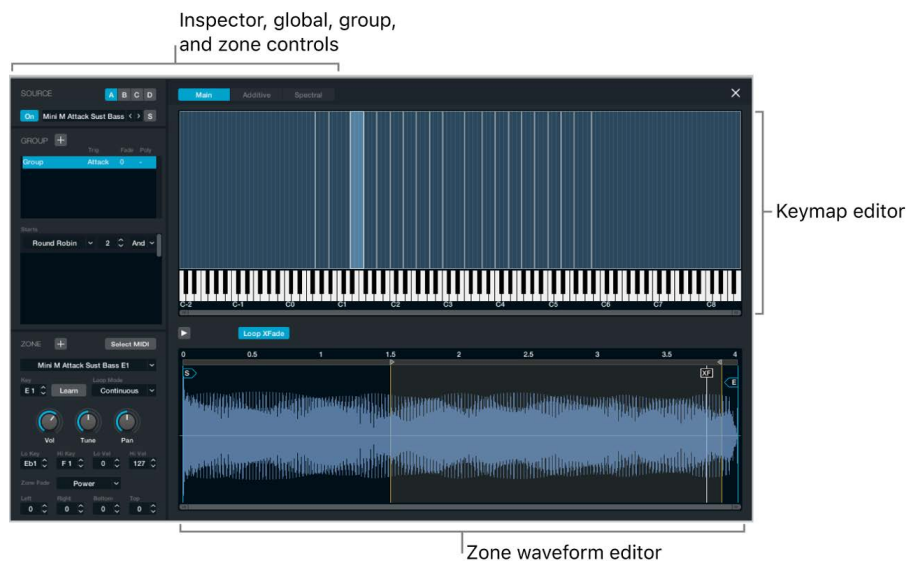 Inspector, global, group,
and zone controls
SOURCE A B C D
On Mini M Attack Sust Bass < > S
GROUP +
Trig Fade Poly
Group Attack 0 -
Starts
Round Robin 2 And
ZONE + Select MIDI
Mini M Attack Sust Bass E1
Key Loop Mode
E 1 Learn Continuous
Vol Tune Pan
Lo Key Hi Key Lo Vel Hi Vel
Eb1 F 1 0 127
Zone Fade Power
Left Right Bottom Top
0 0 0 0
Main Additive Spectral ×
C-2 C-1 C0 C1 C2 C3 C4 C5 C6 C7 C8
Keymap editor
Loop XFade
0 0.5 1 1.5 2 2.5 3 3.5 4
S XF E
Zone waveform editor